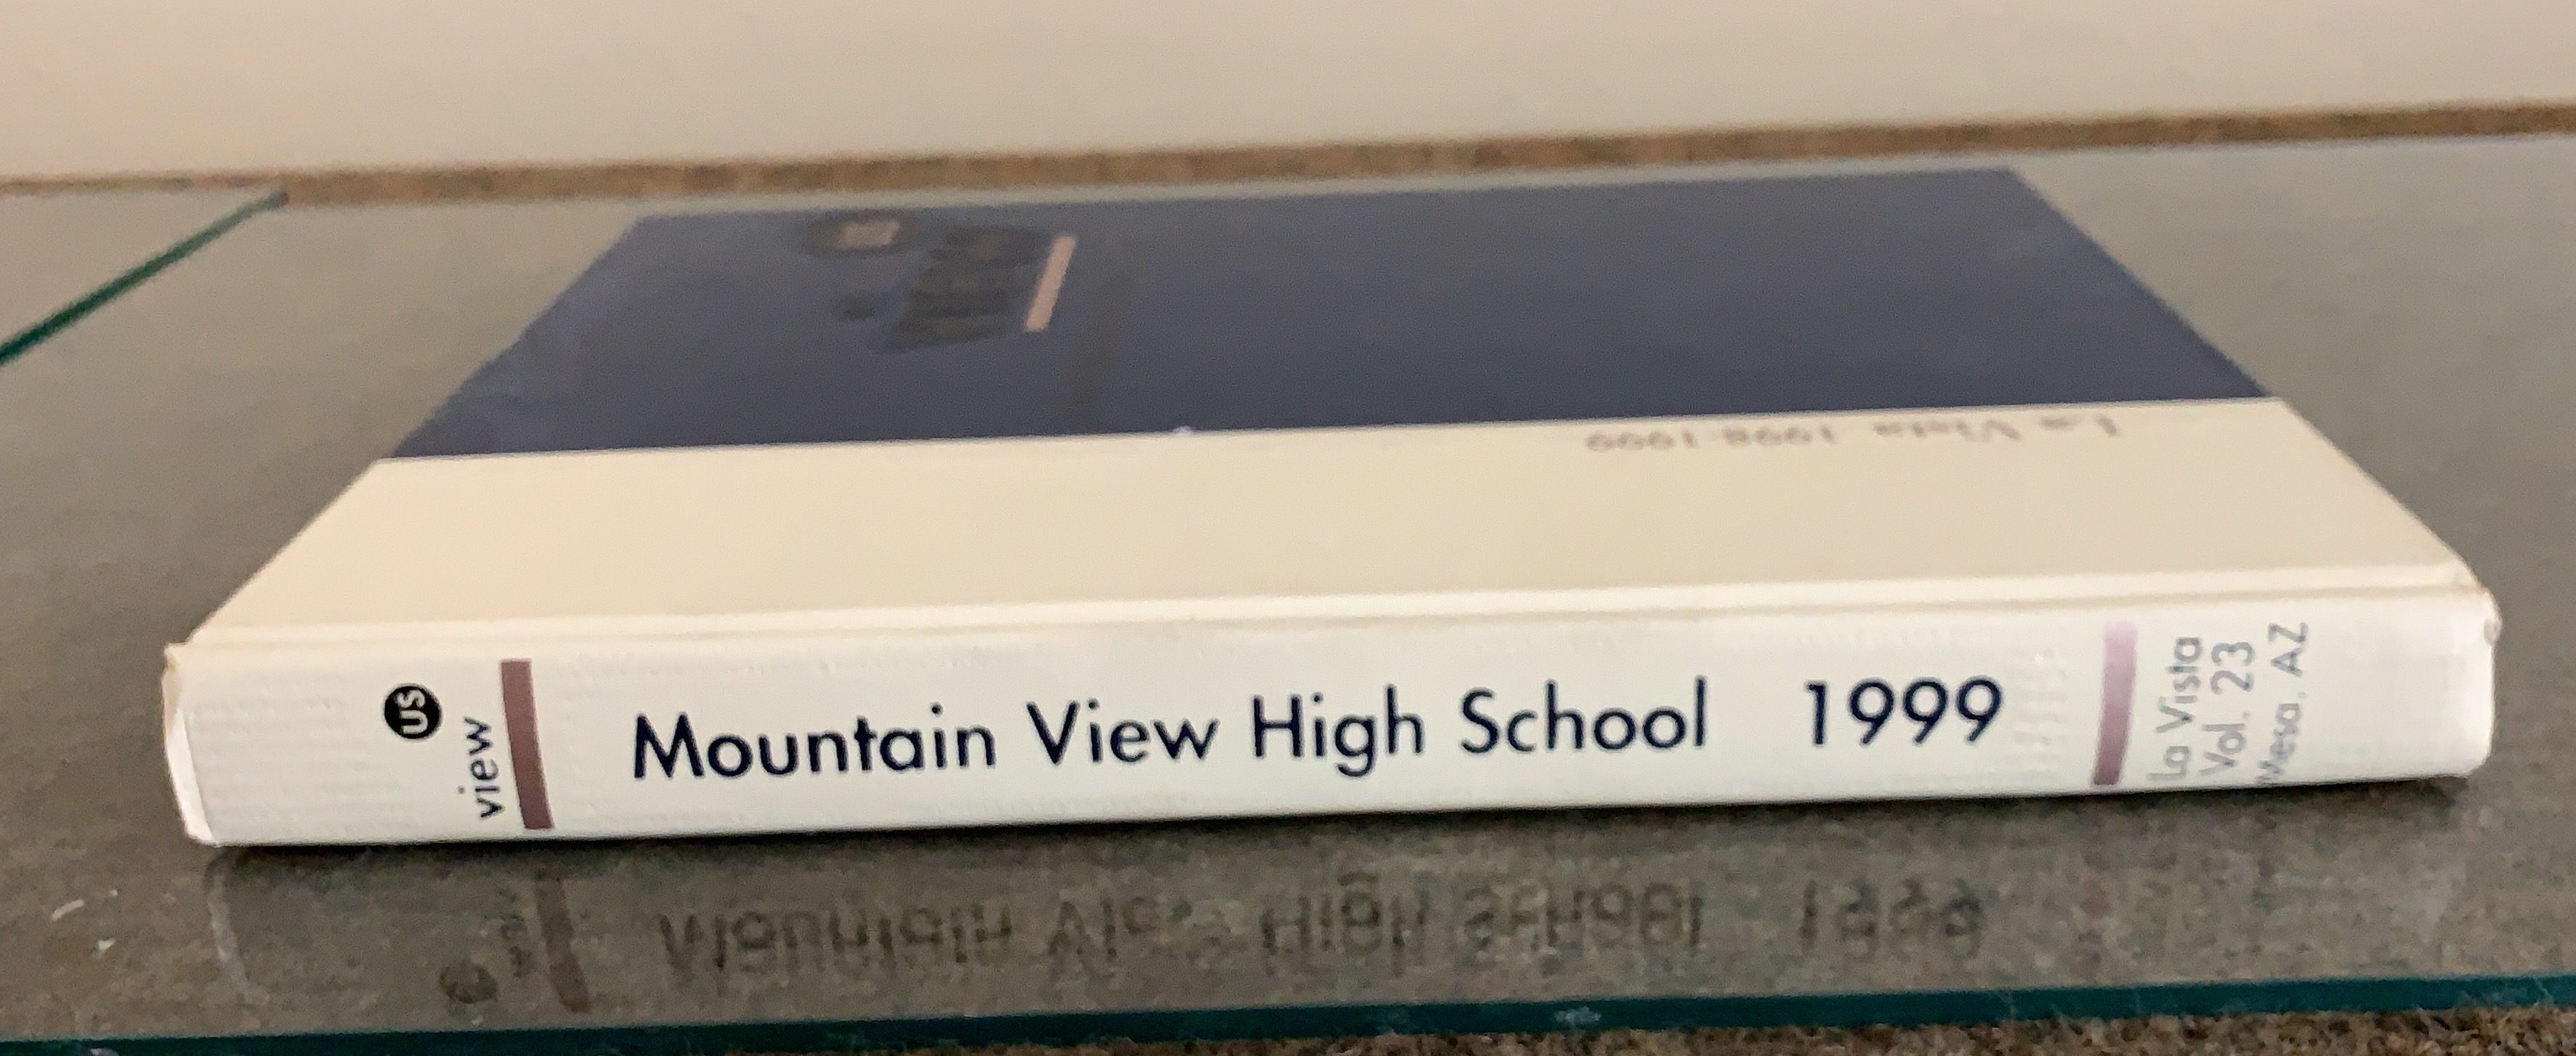 US
view
Mountain View High School 1999
La Vista
Vol. 23
Mesa, AZ
La Vista 1998-1999